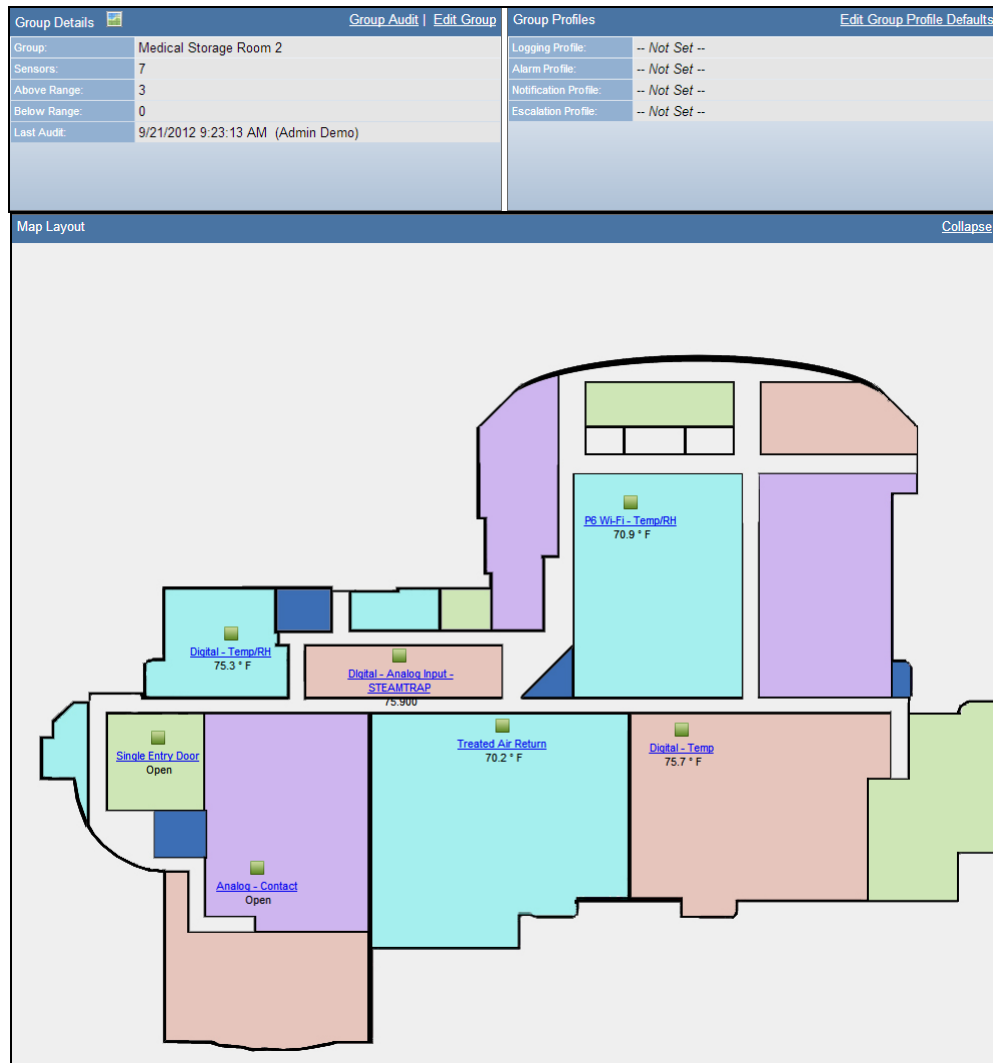 Group Details Group Audit | Edit Group
Group: Medical Storage Room 2
Sensors: 7
Above Range: 3
Below Range: 0
Last Audit: 9/21/2012 9:23:13 AM (Admin Demo)
Group Profiles Edit Group Profile Defaults
Logging Profile: -- Not Set --
Alarm Profile: -- Not Set --
Notification Profile: -- Not Set --
Escalation Profile: -- Not Set --
Map Layout Collapse
P6 Wi-Fi - Temp/RH
70.9 ° F
Digital - Temp/RH
75.3 ° F
Digital - Analog Input -
STEAMTRAP
75.900
Single Entry Door
Open
Treated Air Return
70.2 ° F
Digital - Temp
75.7 ° F
Analog - Contact
Open